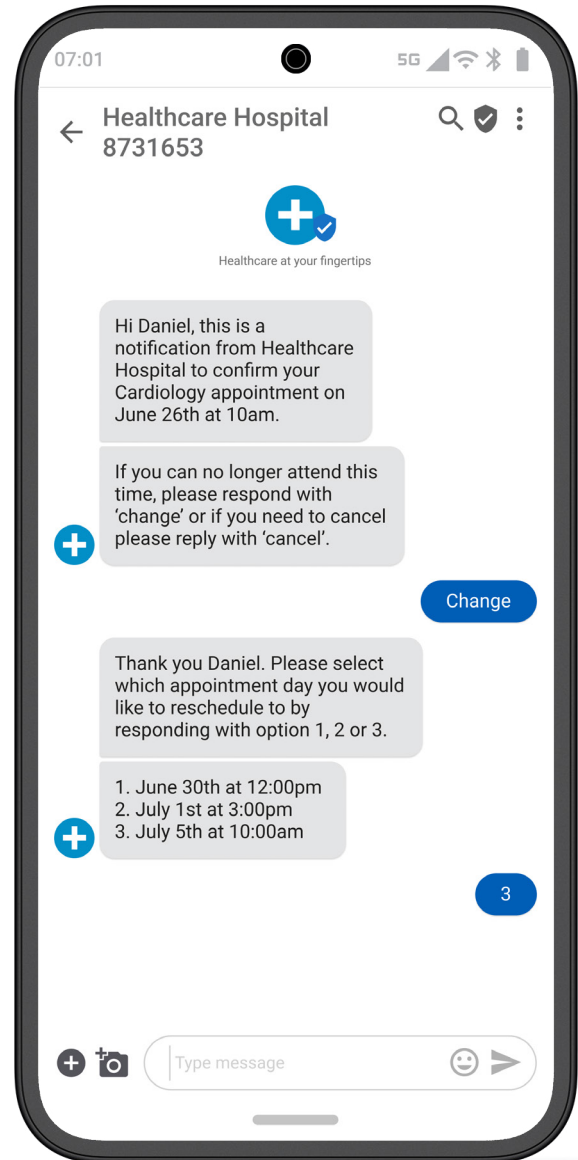 07:01
5G
Healthcare Hospital
8731653
Healthcare at your fingertips
Hi Daniel, this is a
notification from Healthcare
Hospital to confirm your
Cardiology appointment on
June 26th at 10am.
If you can no longer attend this
time, please respond with
‘change’ or if you need to cancel
please reply with ‘cancel’.
Change
Thank you Daniel. Please select
which appointment day you would
like to reschedule to by
responding with option 1, 2 or 3.
1. June 30th at 12:00pm
2. July 1st at 3:00pm
3. July 5th at 10:00am
3
Type message